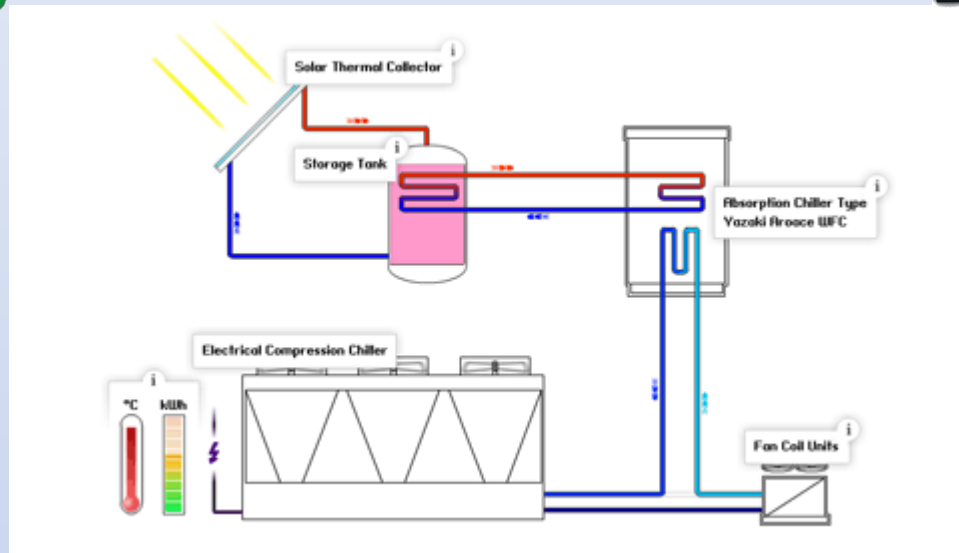 Solar Thermal Collector
i
Storage Tank
i
Absorption Chiller Type
Yazaki Aroace WFC
i
Electrical Compression Chiller
i
°C kWh
Fan Coil Units
i